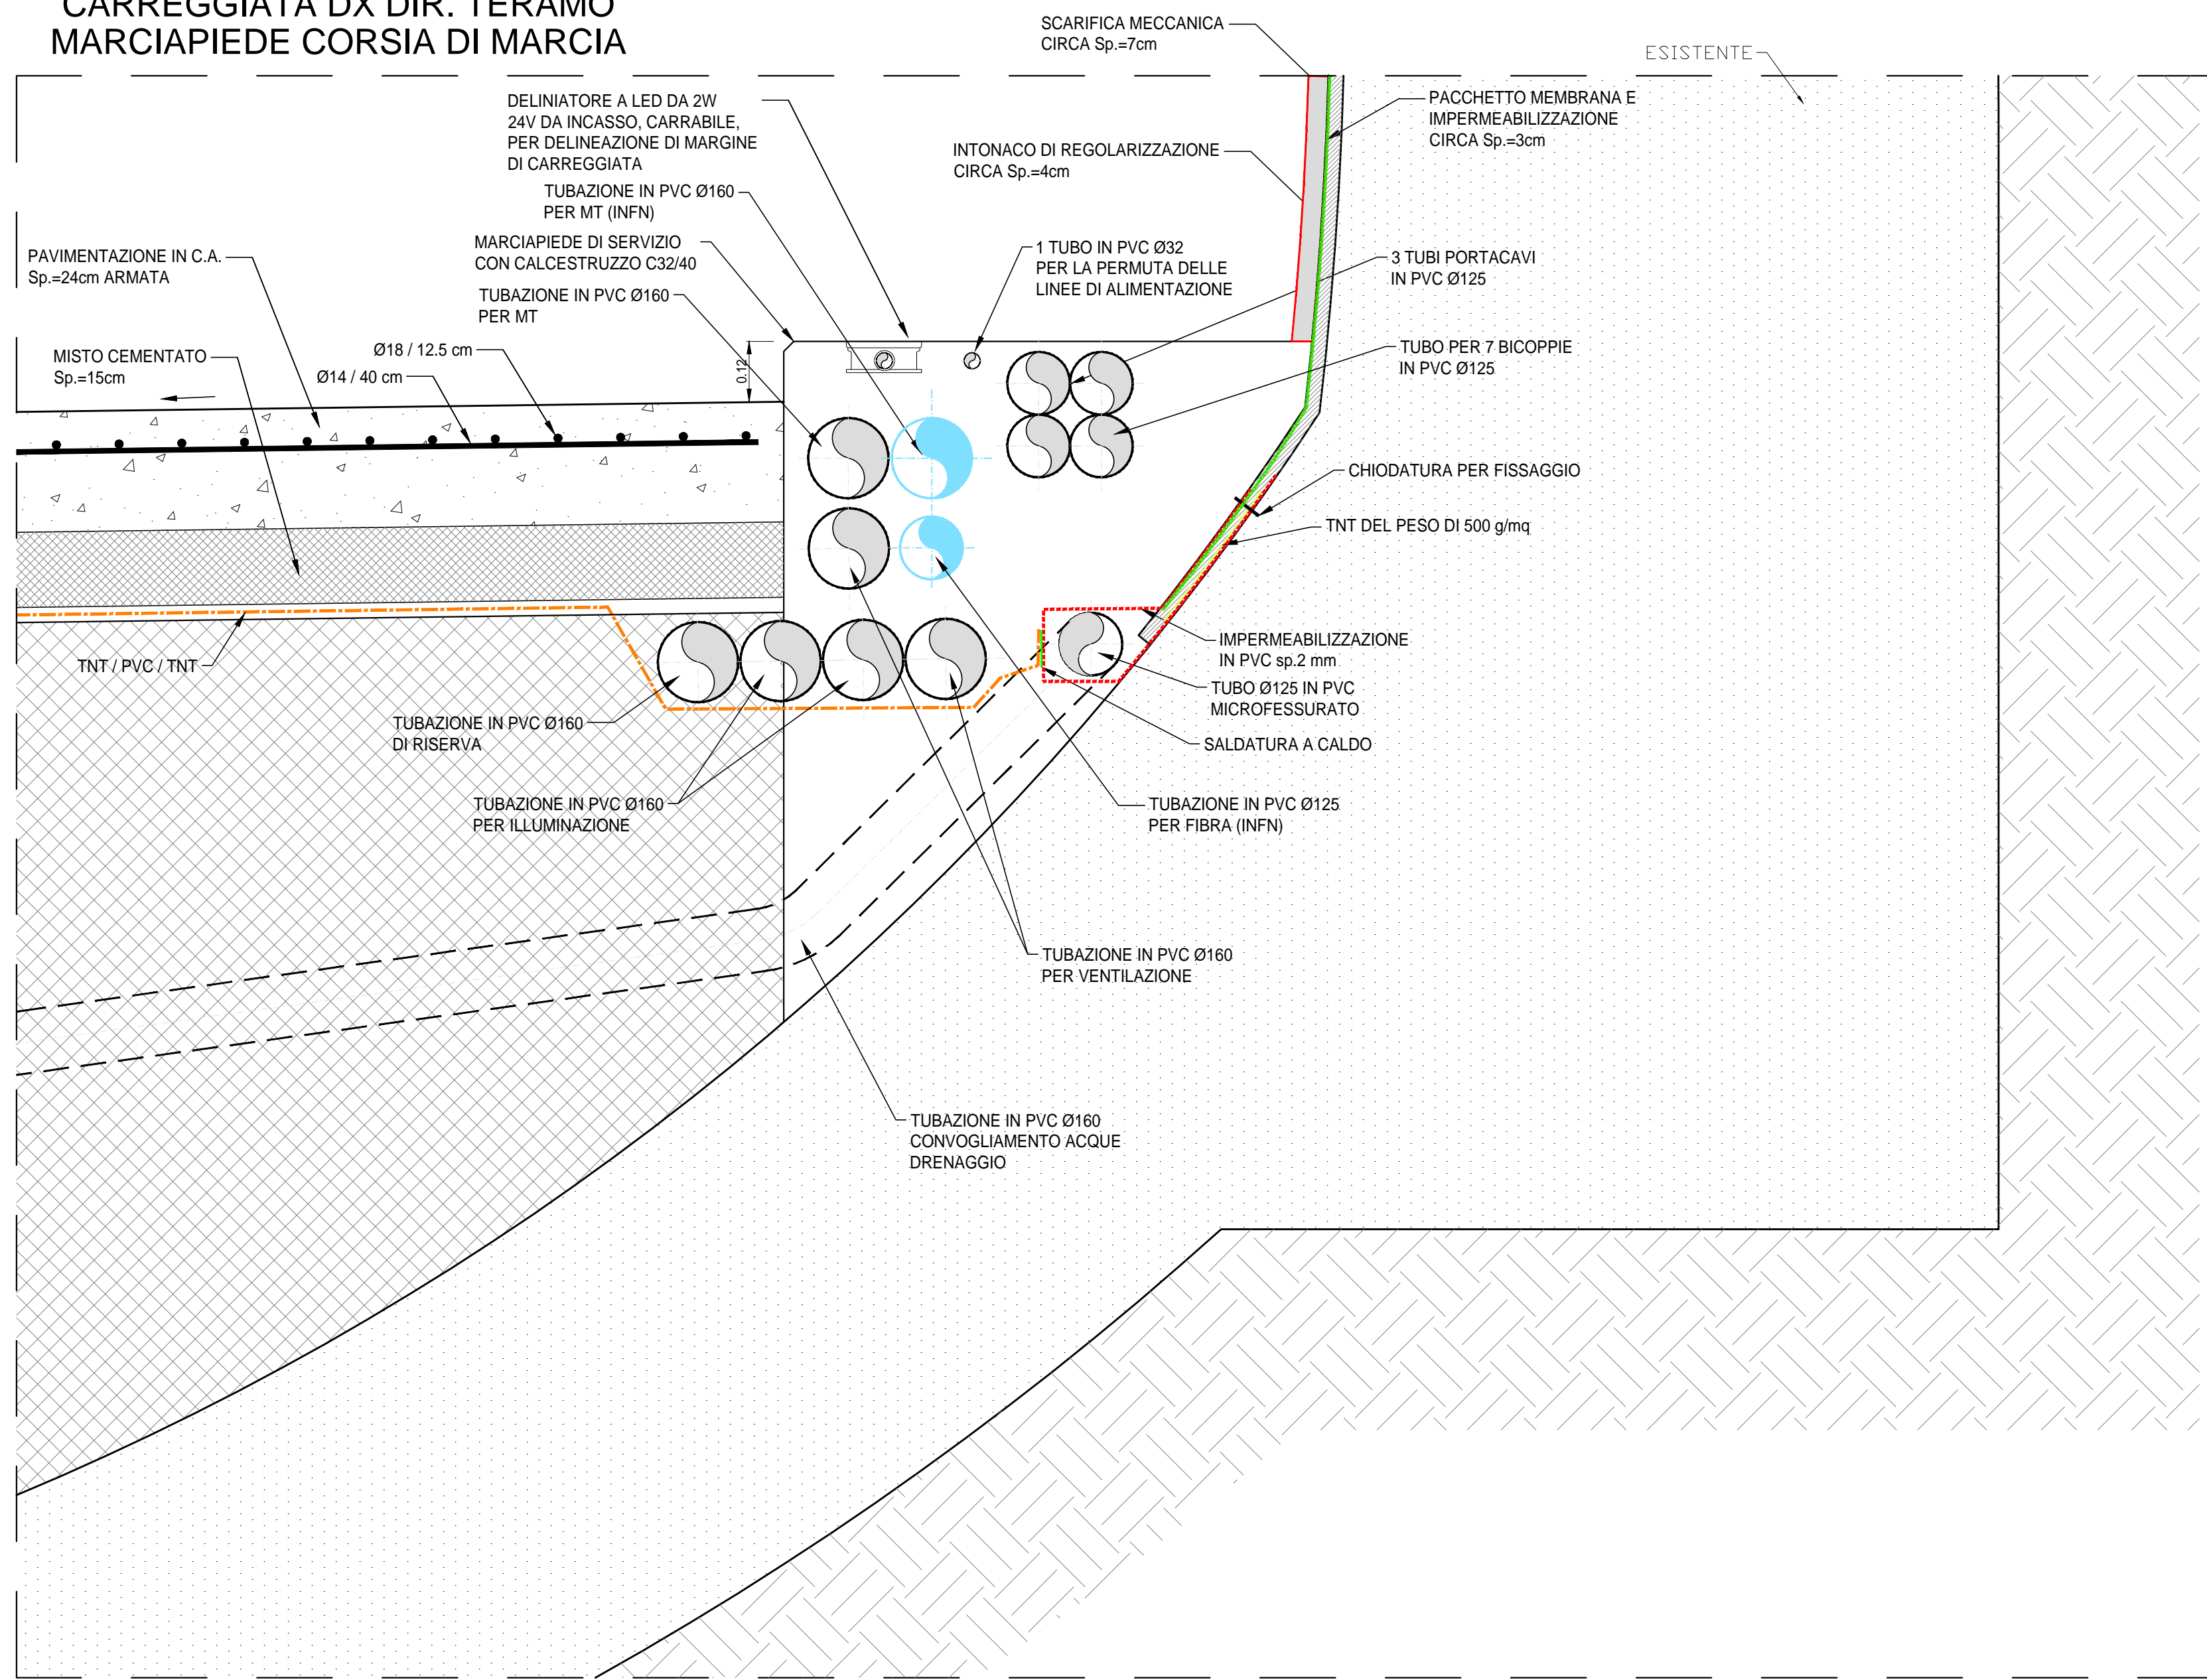 CARREGGIATA DX DIR. TERAMO
MARCIAPIEDE CORSIA DI MARCIA
SCARIFICA MECCANICA
CIRCA Sp.=7cm
ESISTENTE
DELINIATORE A LED DA 2W
24V DA INCASSO, CARRABILE,
PER DELINEAZIONE DI MARGINE
DI CARREGGIATA
PACCHETTO MEMBRANA E
IMPERMEABILIZZAZIONE
CIRCA Sp.=3cm
INTONACO DI REGOLARIZZAZIONE
CIRCA Sp.=4cm
TUBAZIONE IN PVC Ø160
PER MT (INFN)
MARCIAPIEDE DI SERVIZIO
CON CALCESTRUZZO C32/40
1 TUBO IN PVC Ø32
PER LA PERMUTA DELLE
LINEE DI ALIMENTAZIONE
3 TUBI PORTACAVI
IN PVC Ø125
PAVIMENTAZIONE IN C.A.
Sp.=24cm ARMATA
TUBAZIONE IN PVC Ø160
PER MT
MISTO CEMENTATO
Sp.=15cm
Ø18 / 12.5 cm
Ø14 / 40 cm
0.12
TUBO PER 7 BICOPPIE
IN PVC Ø125
CHIODATURA PER FISSAGGIO
TNT DEL PESO DI 500 g/mq
IMPERMEABILIZZAZIONE
IN PVC sp.2 mm
TNT / PVC / TNT
TUBO Ø125 IN PVC
MICROFESSURATO
TUBAZIONE IN PVC Ø160
DI RISERVA
SALDATURA A CALDO
TUBAZIONE IN PVC Ø160
PER ILLUMINAZIONE
TUBAZIONE IN PVC Ø125
PER FIBRA (INFN)
TUBAZIONE IN PVC Ø160
PER VENTILAZIONE
TUBAZIONE IN PVC Ø160
CONVOGLIAMENTO ACQUE
DRENAGGIO